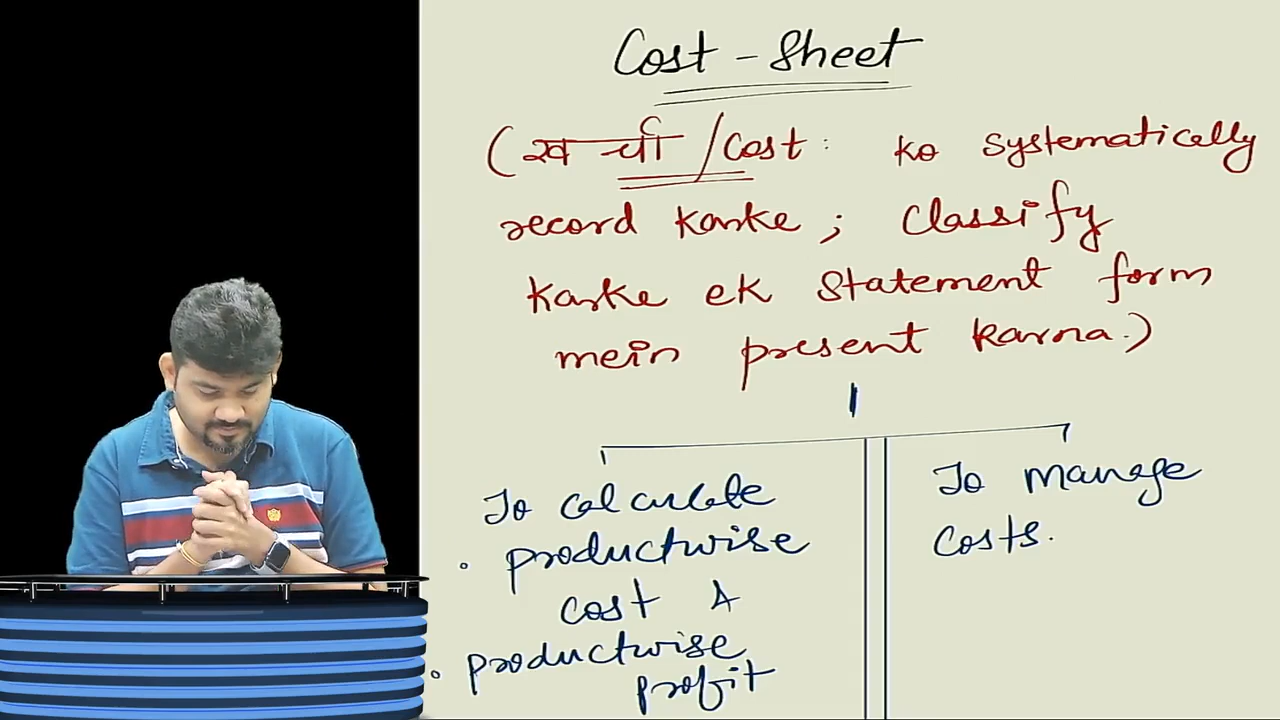 Cost-Sheet
(खर्चा/Cost: ko systematically
record karke; Classify
karke ek statement form
mein present karna.)
To calculate
• productwise
cost &
• productwise
profit
To manage
costs.